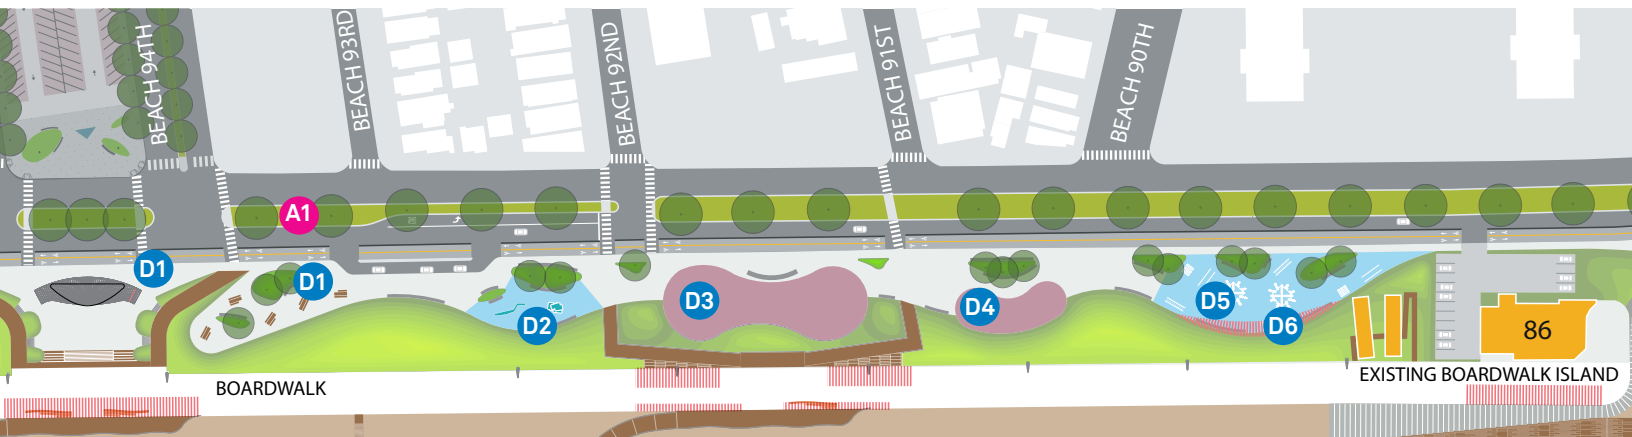 BEACH 94TH
BEACH 93RD
BEACH 92ND
BEACH 91ST
BEACH 90TH
A1
D1
D1
D2
D3
D4
D5
D6
86
BOARDWALK
EXISTING BOARDWALK ISLAND